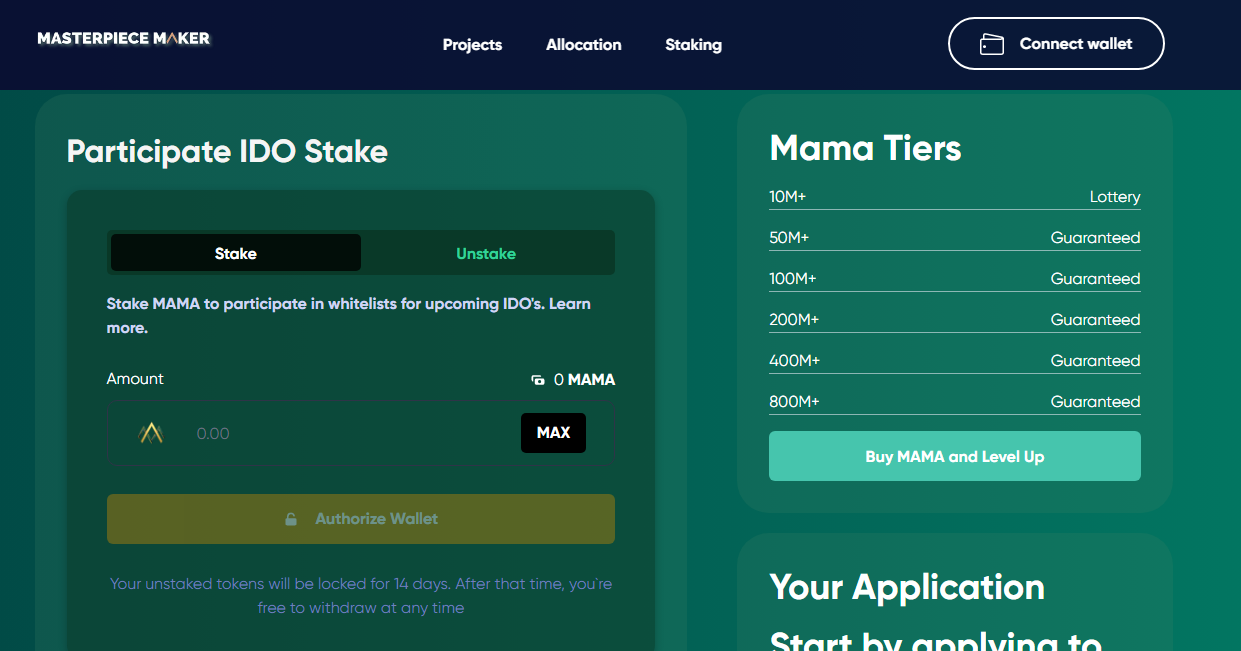 MASTERPIECE MAKER
Projects
Allocation
Staking
Connect wallet
Participate IDO Stake
Stake
Unstake
Stake MAMA to participate in whitelists for upcoming IDO's. Learn
more.
Amount
0 MAMA
0.00
MAX
Authorize Wallet
Your unstaked tokens will be locked for 14 days. After that time, you`re
free to withdraw at any time
Mama Tiers
10M+ Lottery
50M+ Guaranteed
100M+ Guaranteed
200M+ Guaranteed
400M+ Guaranteed
800M+ Guaranteed
Buy MAMA and Level Up
Your Application
Start by applying to